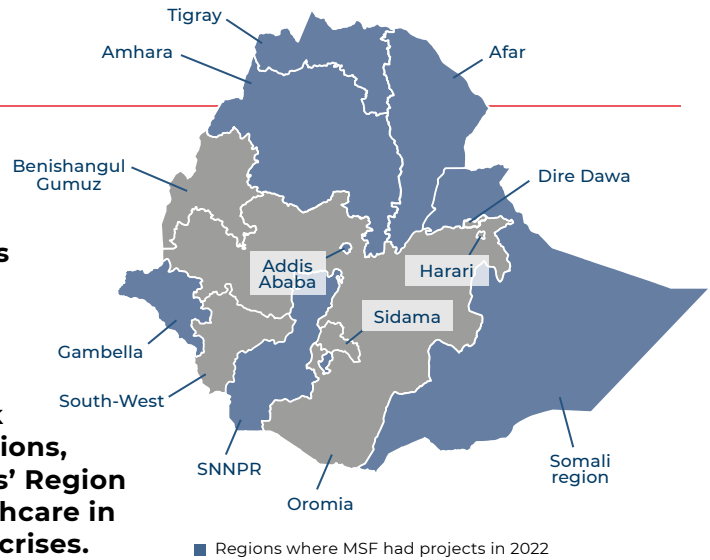 Tigray
Amhara
Afar
Benishangul
Gumuz
Dire Dawa
s
Addis
Ababa
Harari
Sidama
Gambella
South-West
ions,
SNNPR
s’ Region
Somali
region
Oromia
hcare in
crises.
Regions where MSF had projects in 2022